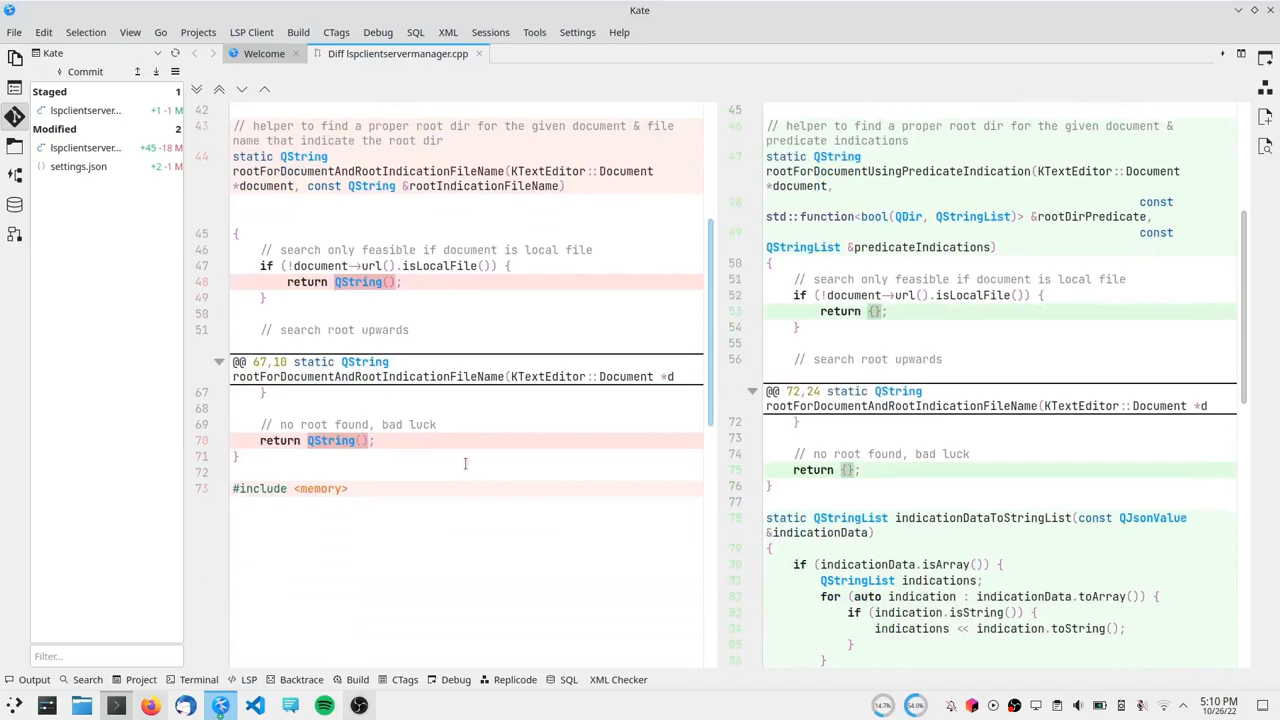 Kate
File Edit Selection View Go Projects LSP Client Build CTags Debug SQL XML Sessions Tools Settings Help
Kate
Welcome
Diff lspclientservermanager.cpp
Commit
Staged 1
lspclientserver... +1 -1 M
Modified 2
lspclientserver... +45 -18 M
settings.json +2 -1 M
Filter...
42
43 // helper to find a proper root dir for the given document & file
name that indicate the root dir
44 static QString
rootForDocumentAndRootIndicationFileName(KTextEditor::Document
*document, const QString &rootIndicationFileName)
45 {
46 // search only feasible if document is local file
47 if (!document->url().isLocalFile()) {
48 return QString();
49 }
50
51 // search root upwards
@@ 67,10 static QString
rootForDocumentAndRootIndicationFileName(KTextEditor::Document *d
67 }
68
69 // no root found, bad luck
70 return QString();
71 }
72
73 #include <memory>
45
46 // helper to find a proper root dir for the given document &
predicate indications
47 static QString
rootForDocumentUsingPredicateIndication(KTextEditor::Document
*document,
48 const
std::function<bool(QDir, QStringList)> &rootDirPredicate,
49 const
QStringList &predicateIndications)
50 {
51 // search only feasible if document is local file
52 if (!document->url().isLocalFile()) {
53 return {};
54 }
55
56 // search root upwards
@@ 72,24 static QString
rootForDocumentAndRootIndicationFileName(KTextEditor::Document *d
72 }
73
74 // no root found, bad luck
75 return {};
76 }
77
78 static QStringList indicationDataToStringList(const QJsonValue
&indicationData)
79 {
80 if (indicationData.isArray()) {
81 QStringList indications;
82 for (auto indication : indicationData.toArray()) {
83 if (indication.isString()) {
84 indications << indication.toString();
85 }
86 }
Output Search Project Terminal LSP Backtrace Build CTags Debug Replicode SQL XML Checker
14.7% 54.0%
5:10 PM
10/26/22